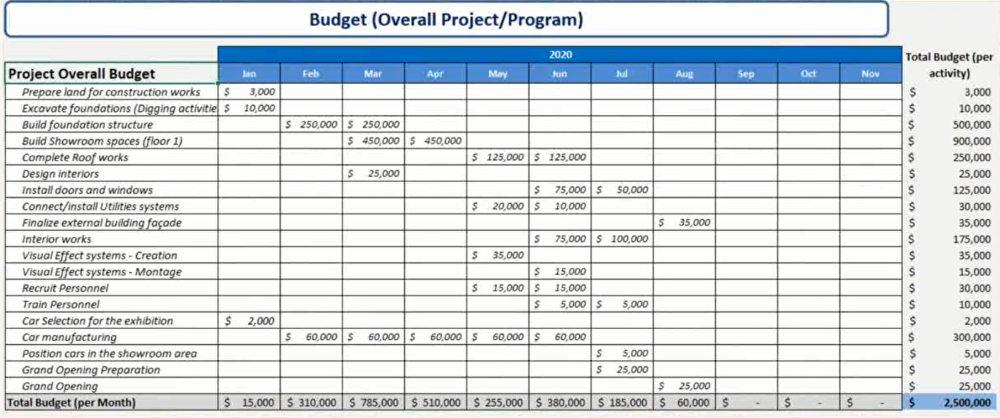 Budget (Overall Project/Program)
2020 Total Budget (per
Project Overall Budget Jan Feb Mar Apr May Jun Jul Aug Sep Oct Nov activity)
Prepare land for construction works $ 3,000 $ 3,000
Excavate foundations (Digging activitie $ 10,000 $ 10,000
Build foundation structure $ 250,000 $ 250,000 $ 500,000
Build Showroom spaces (floor 1) $ 450,000 $ 450,000 $ 900,000
Complete Roof works $ 125,000 $ 125,000 $ 250,000
Design interiors $ 25,000 $ 25,000
Install doors and windows $ 75,000 $ 50,000 $ 125,000
Connect/install Utilities systems $ 20,000 $ 10,000 $ 30,000
Finalize external building façade $ 35,000 $ 35,000
Interior works $ 75,000 $ 100,000 $ 175,000
Visual Effect systems - Creation $ 35,000 $ 35,000
Visual Effect systems - Montage $ 15,000 $ 15,000
Recruit Personnel $ 15,000 $ 15,000 $ 30,000
Train Personnel $ 5,000 $ 5,000 $ 10,000
Car Selection for the exhibition $ 2,000 $ 2,000
Car manufacturing $ 60,000 $ 60,000 $ 60,000 $ 60,000 $ 60,000 $ 300,000
Position cars in the showroom area $ 5,000 $ 5,000
Grand Opening Preparation $ 25,000 $ 25,000
Grand Opening $ 25,000 $ 25,000
Total Budget (per Month) $ 15,000 $ 310,000 $ 785,000 $ 510,000 $ 255,000 $ 380,000 $ 185,000 $ 60,000 $ - $ - $ - $ 2,500,000